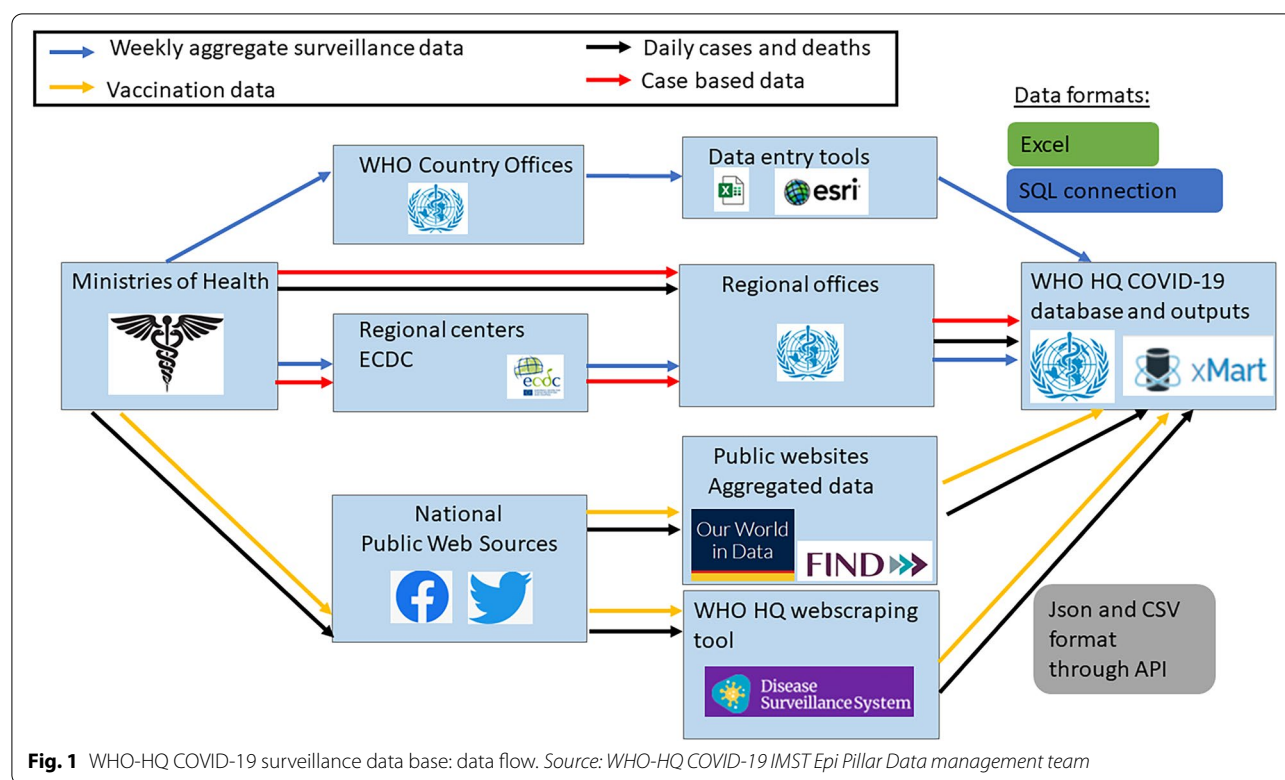 Weekly aggregate surveillance data
Daily cases and deaths
Vaccination data
Case based data
Data formats:
Excel
SQL connection
WHO Country Offices
Data entry tools
esri
Ministries of Health
Regional centers
ECDC
ecdc
Regional offices
WHO HQ COVID-19
database and outputs
xMart
National
Public Web Sources
Public websites
Aggregated data
Our World
in Data
FIND
WHO HQ webscraping
tool
Disease
Surveillance System
Json and CSV
format
through API
Fig. 1 WHO-HQ COVID-19 surveillance data base: data flow. Source: WHO-HQ COVID-19 IMST Epi Pillar Data management team